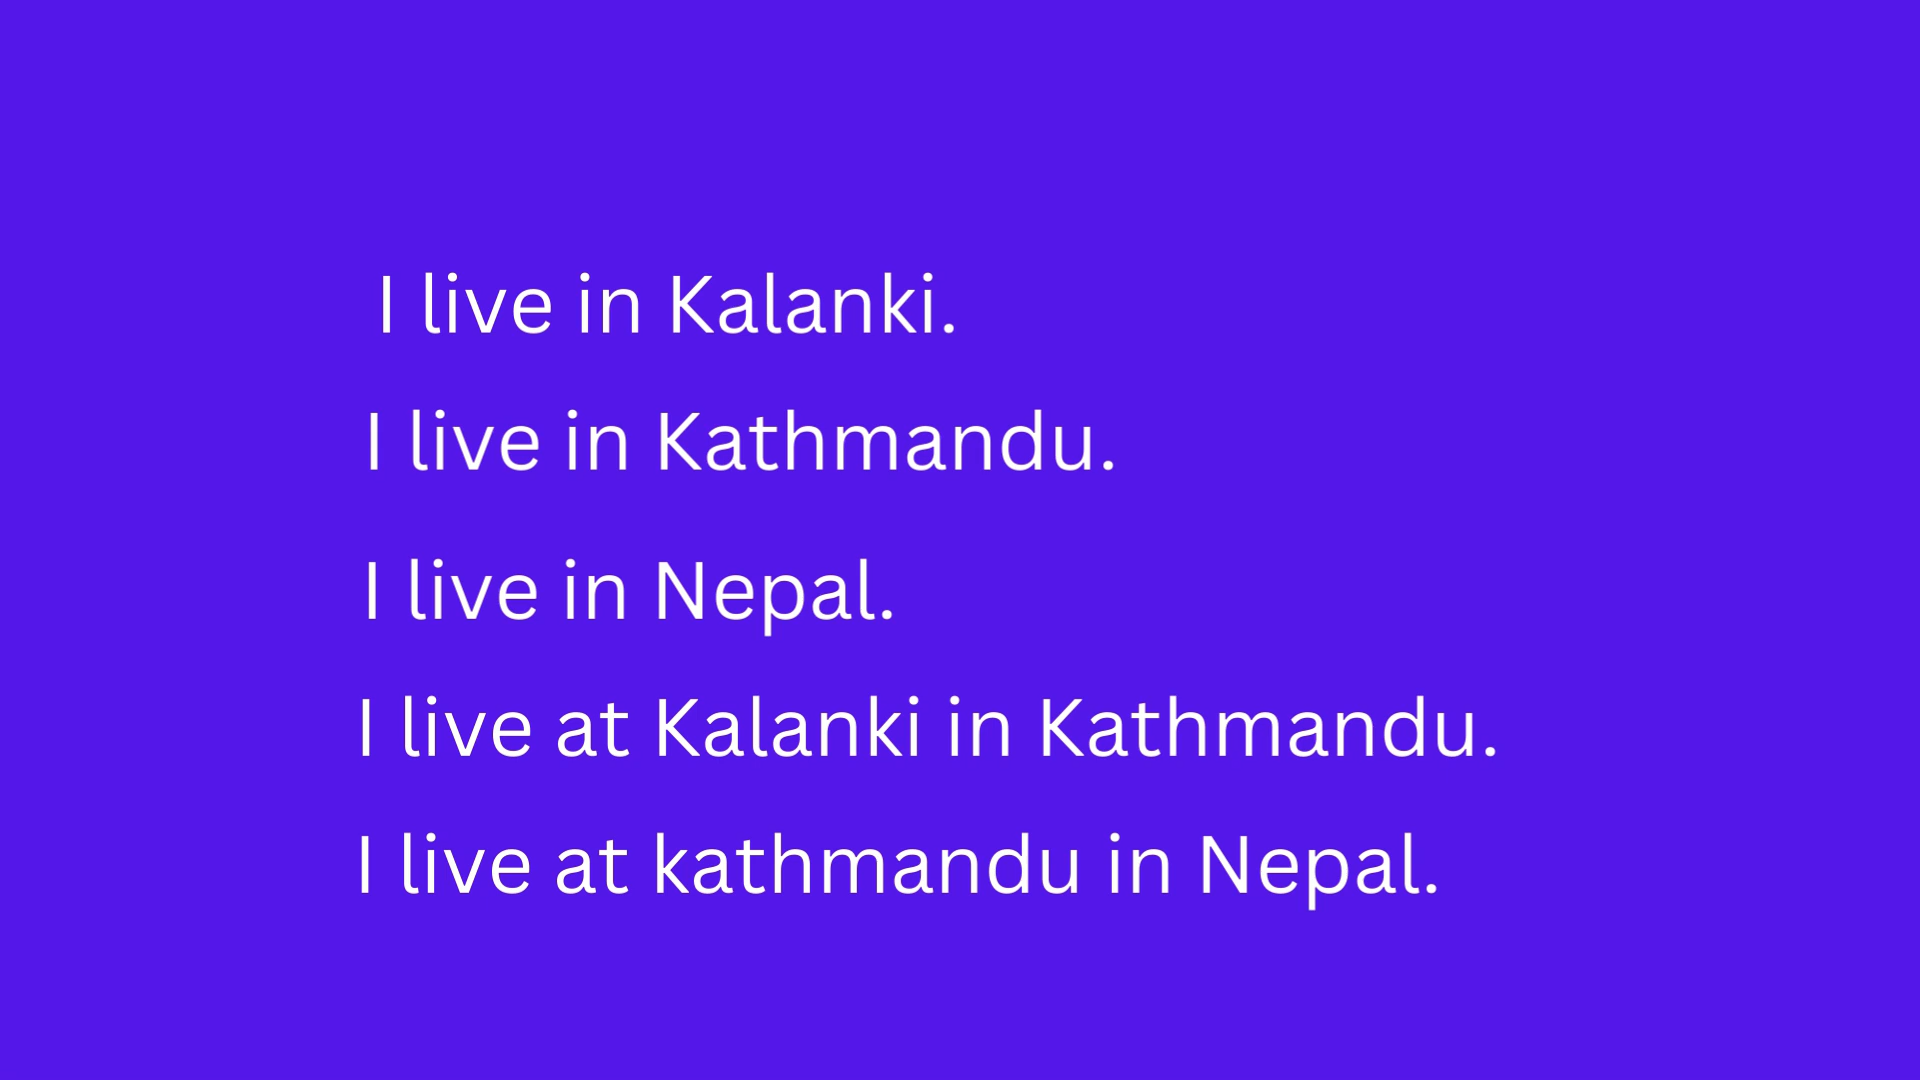 I live in Kalanki.
I live in Kathmandu.
I live in Nepal.
I live at Kalanki in Kathmandu.
I live at kathmandu in Nepal.